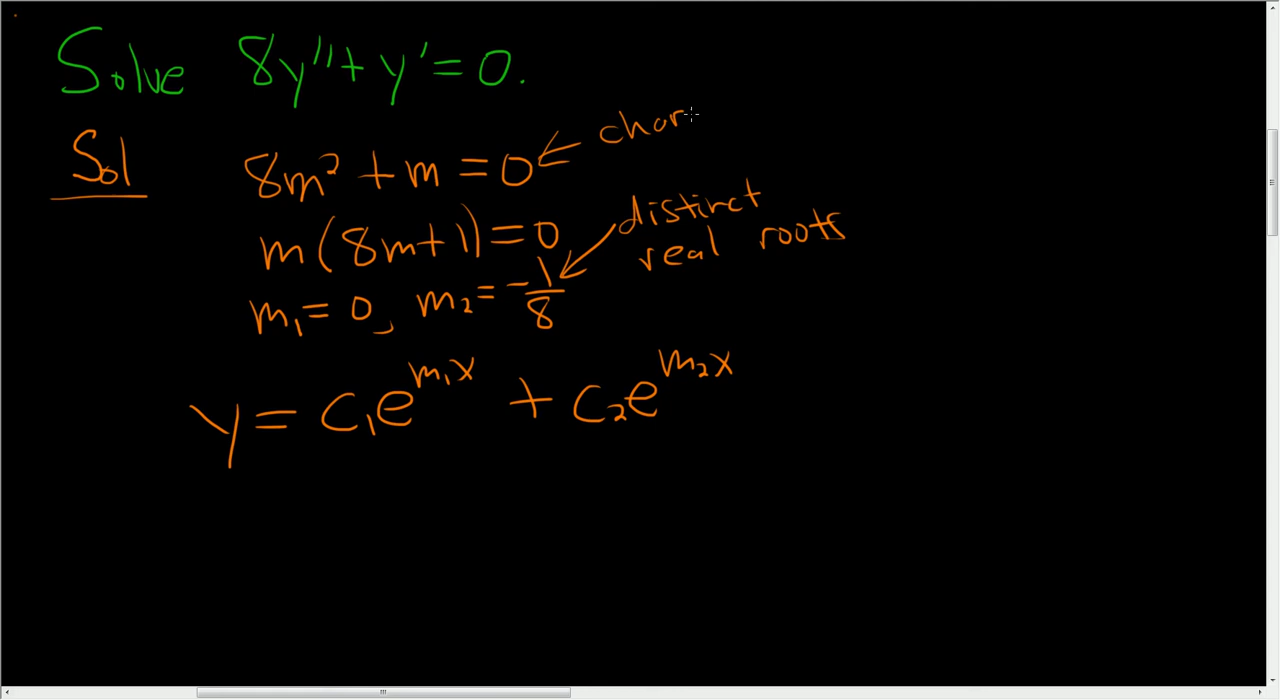 Solve 8y'' + y' = 0.
Sol 8m² + m = 0 ← char
m(8m+1) = 0
distinct
real roots
m₁ = 0, m₂ = -1/8
y = c₁e^{m₁x} + c₂e^{m₂x}